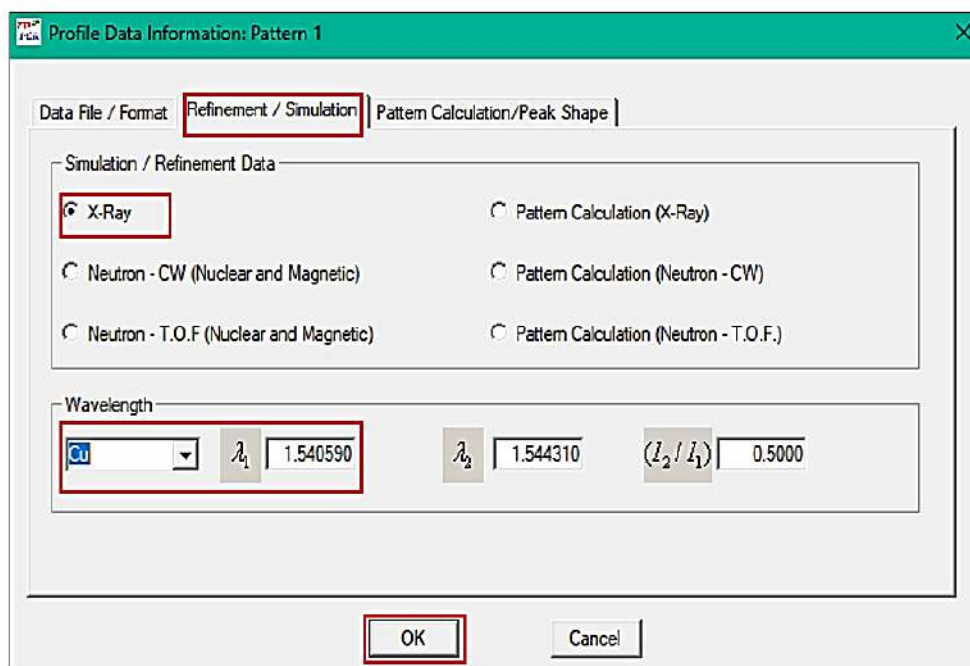 Profile Data Information: Pattern 1
Data File / Format Refinement / Simulation Pattern Calculation/Peak Shape
Simulation / Refinement Data
X-Ray Pattern Calculation (X-Ray)
Neutron - CW (Nuclear and Magnetic) Pattern Calculation (Neutron - CW)
Neutron - T.O.F (Nuclear and Magnetic) Pattern Calculation (Neutron - T.O.F.)
Wavelength
Cu λ₁ 1.540590 λ₂ 1.544310 (I₂ / I₁) 0.5000
OK Cancel